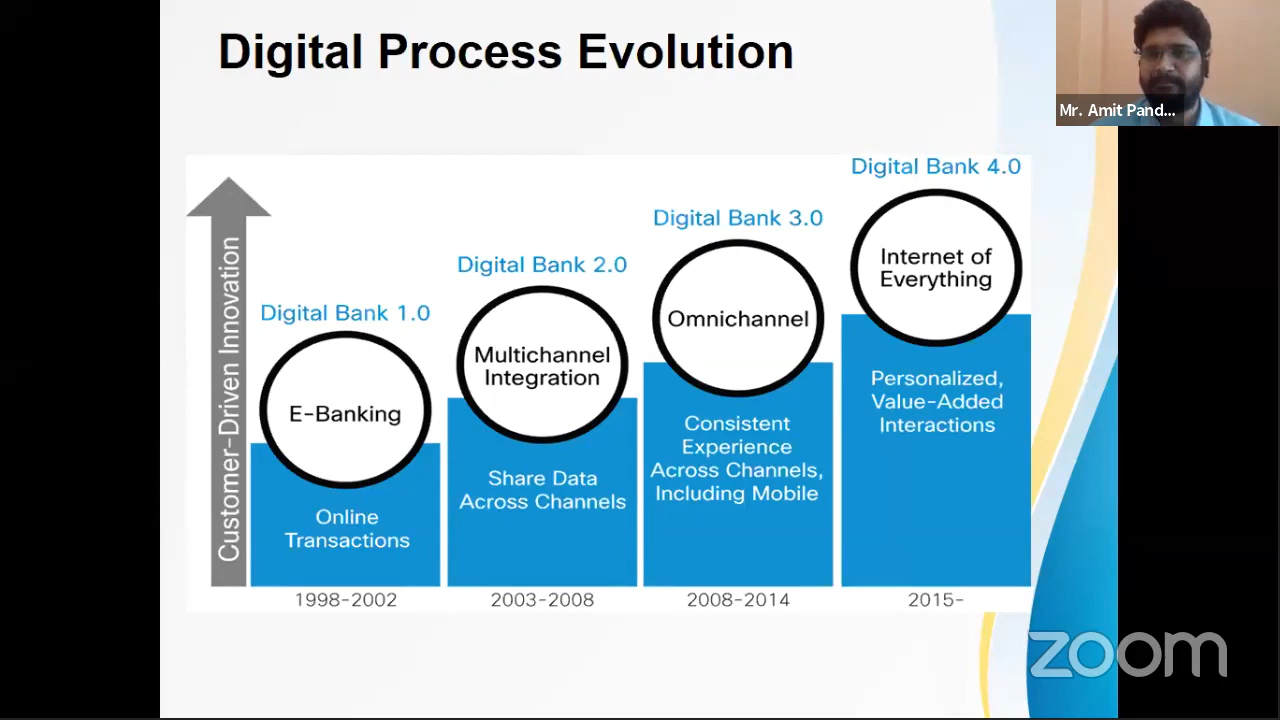 Digital Process Evolution
Mr. Amit Pand...
Customer-Driven Innovation
Digital Bank 1.0
E-Banking
Online
Transactions
1998-2002
Digital Bank 2.0
Multichannel
Integration
Share Data
Across Channels
2003-2008
Digital Bank 3.0
Omnichannel
Consistent
Experience
Across Channels,
Including Mobile
2008-2014
Digital Bank 4.0
Internet of
Everything
Personalized,
Value-Added
Interactions
2015-
zoom